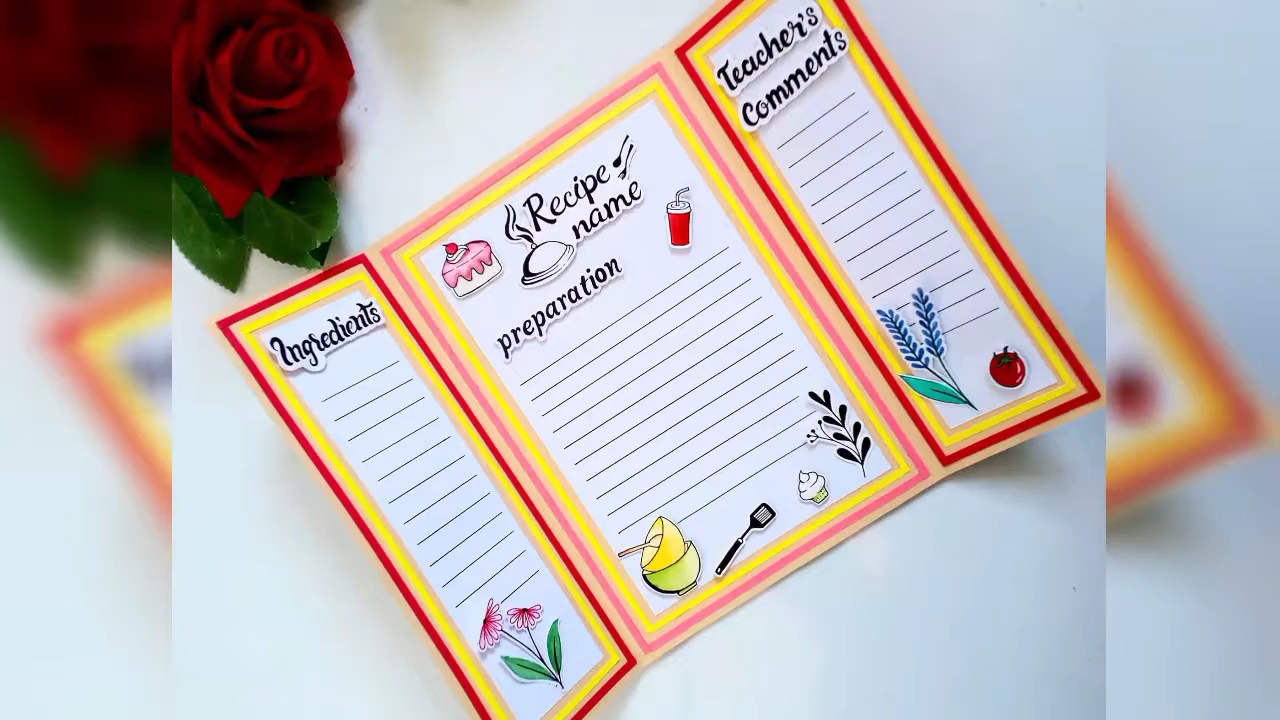 Ingredients
Recipe
name
preparation
Teacher's
Comments